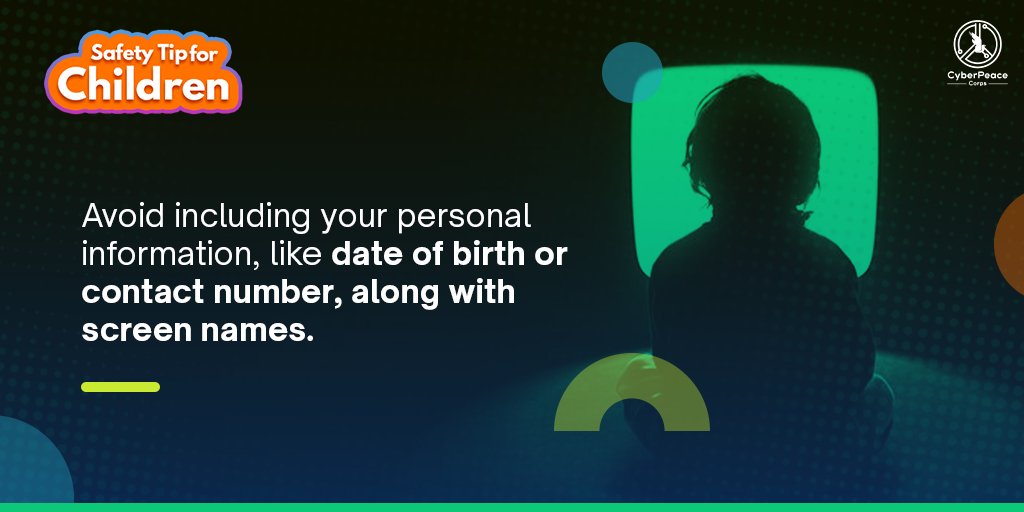 Safety Tip for
Children
CyberPeace
Corps
Avoid including your personal
information, like date of birth or
contact number, along with
screen names.